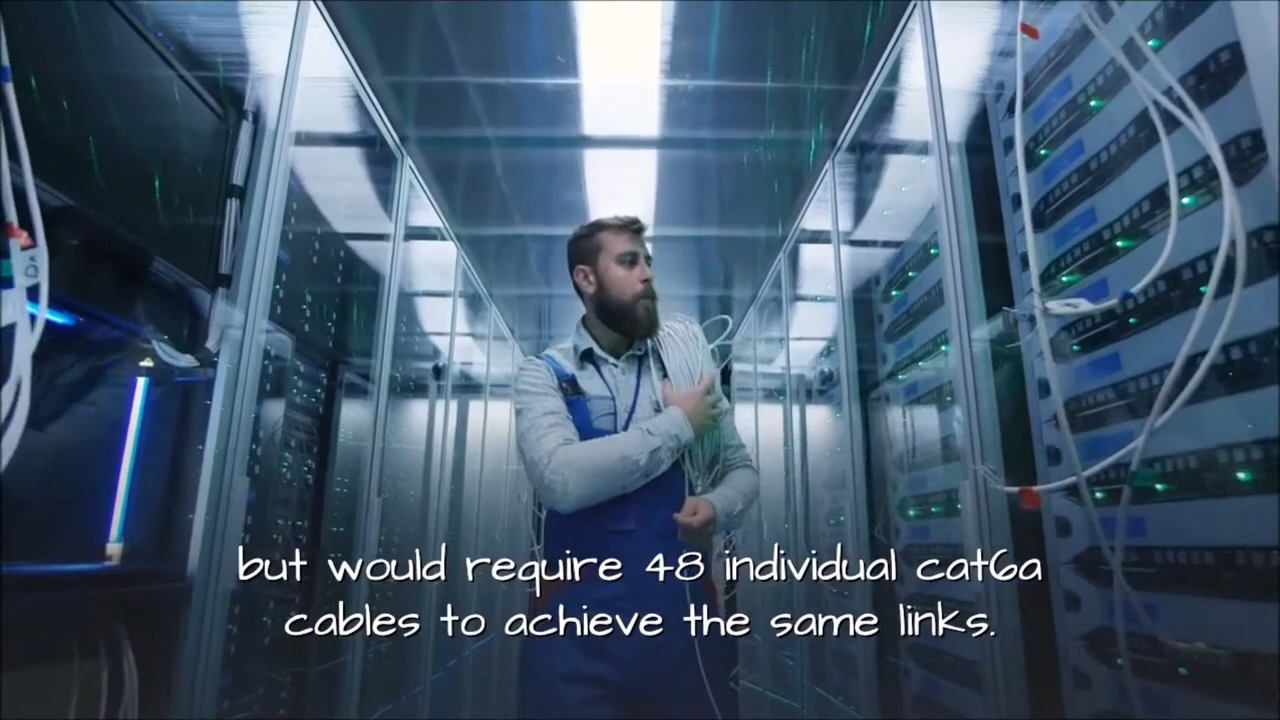 but would require 48 individual cat6a
cables to achieve the same links.